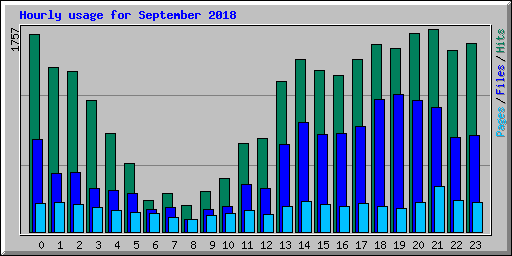 Hourly usage for September 2018
1757
Pages/Files/Hits
0 1 2 3 4 5 6 7 8 9 10 11 12 13 14 15 16 17 18 19 20 21 22 23